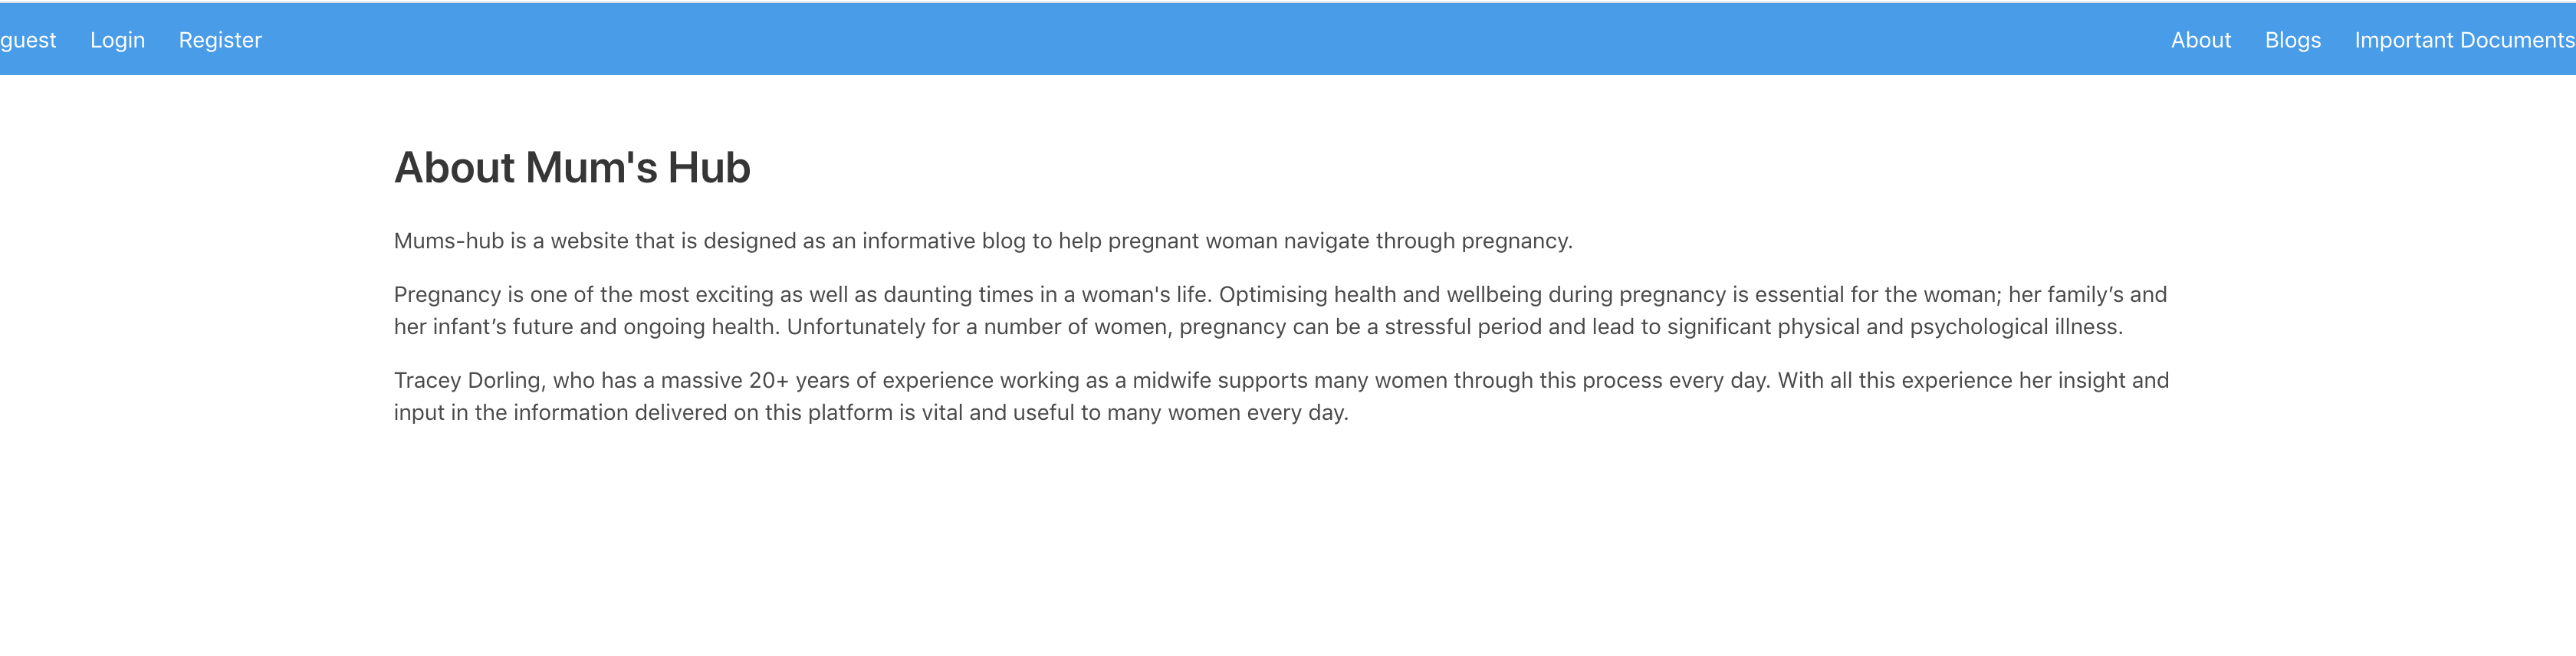 guest Login Register About Blogs Important Documents
About Mum's Hub
Mums-hub is a website that is designed as an informative blog to help pregnant woman navigate through pregnancy.
Pregnancy is one of the most exciting as well as daunting times in a woman's life. Optimising health and wellbeing during pregnancy is essential for the woman; her family’s and
her infant’s future and ongoing health. Unfortunately for a number of women, pregnancy can be a stressful period and lead to significant physical and psychological illness.
Tracey Dorling, who has a massive 20+ years of experience working as a midwife supports many women through this process every day. With all this experience her insight and
input in the information delivered on this platform is vital and useful to many women every day.